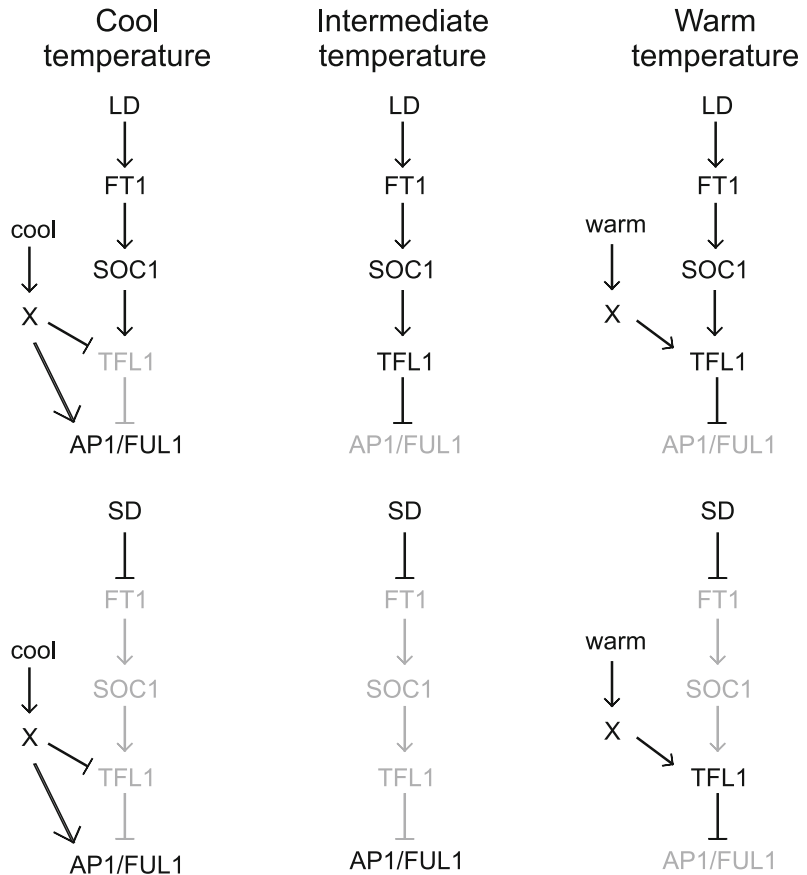 Cool
temperature
Intermediate
temperature
Warm
temperature
LD
FT1
cool
SOC1
X
TFL1
AP1/FUL1
LD
FT1
SOC1
TFL1
AP1/FUL1
LD
FT1
warm
SOC1
X
TFL1
AP1/FUL1
SD
FT1
cool
SOC1
X
TFL1
AP1/FUL1
SD
FT1
SOC1
TFL1
AP1/FUL1
SD
FT1
warm
SOC1
X
TFL1
AP1/FUL1